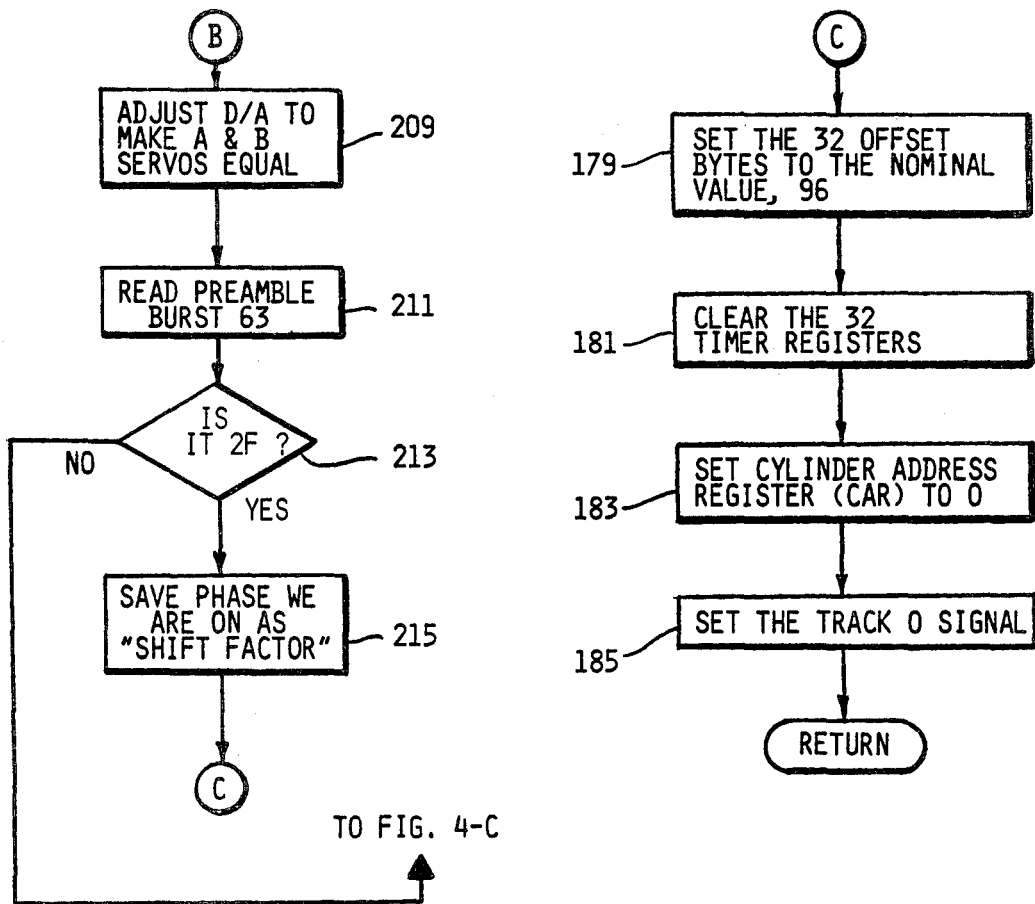 B
ADJUST D/A TO
MAKE A & B
SERVOS EQUAL
209
READ PREAMBLE
BURST 63
211
IS
IT 2F ?
213
NO
YES
SAVE PHASE WE
ARE ON AS
"SHIFT FACTOR"
215
C
TO FIG. 4-C
C
SET THE 32 OFFSET
BYTES TO THE NOMINAL
VALUE, 96
179
CLEAR THE 32
TIMER REGISTERS
181
SET CYLINDER ADDRESS
REGISTER (CAR) TO 0
183
SET THE TRACK 0 SIGNAL
185
RETURN